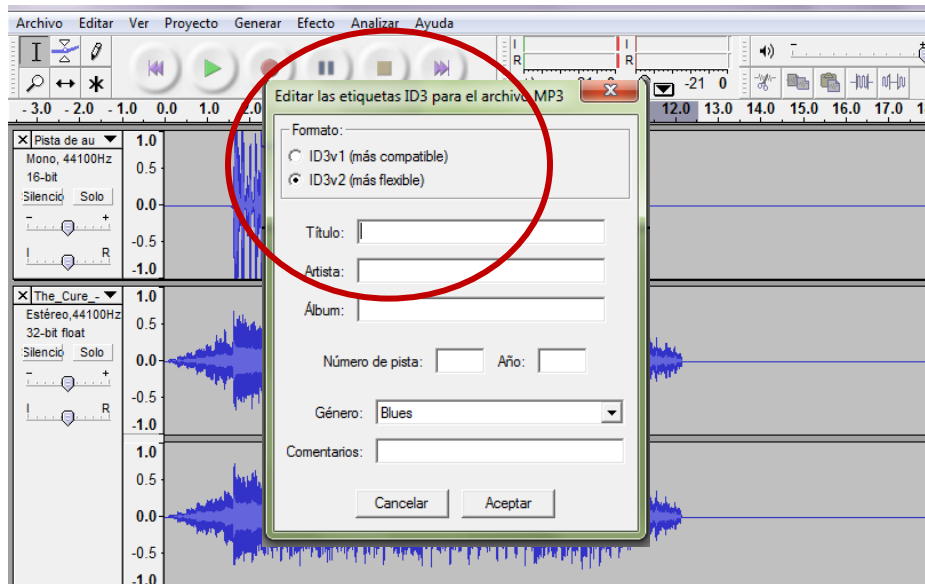 Archivo Editar Ver Proyecto Generar Efecto Analizar Ayuda
I
R
I
R
-21 0
- 3.0 - 2.0 - 1.0 0.0 1.0 2.0 12.0 13.0 14.0 15.0 16.0 17.0
Editar las etiquetas ID3 para el archivo MP3
Formato:
ID3v1 (más compatible)
ID3v2 (más flexible)
Título:
Artista:
Álbum:
Número de pista: Año:
Género: Blues
Comentarios:
Cancelar Aceptar
Pista de au
Mono, 44100Hz
16-bit
Silencio Solo
- +
I R
1.0
0.5
0.0
-0.5
-1.0
The_Cure_-
Estéreo,44100Hz
32-bit float
Silencio Solo
- +
I R
1.0
0.5
0.0
-0.5
-1.0
1.0
0.5
0.0
-0.5
-1.0